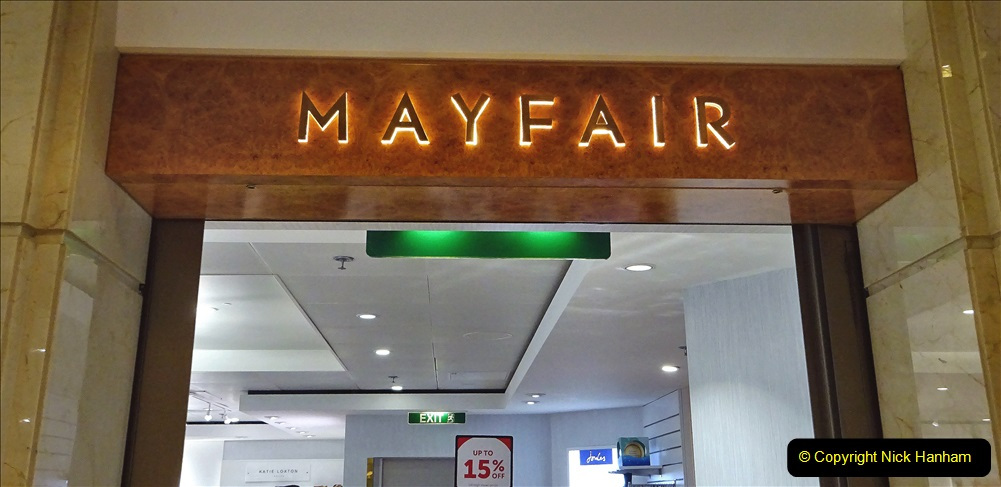 MAYFAIR
EXIT
KATIE LOXTON
UP TO
15%
OFF
Joules
© Copyright Nick Hanham